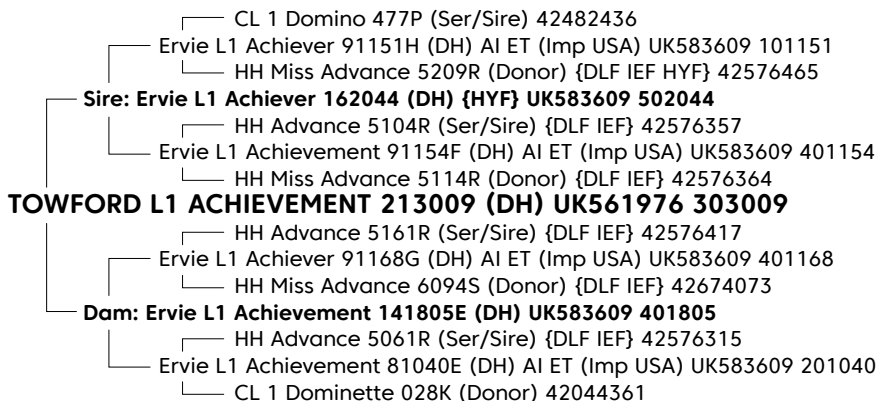 CL 1 Domino 477P (Ser/Sire) 42482436
Ervie L1 Achiever 91151H (DH) AI ET (Imp USA) UK583609 101151
HH Miss Advance 5209R (Donor) {DLF IEF HYF} 42576465
Sire: Ervie L1 Achiever 162044 (DH) {HYF} UK583609 502044
HH Advance 5104R (Ser/Sire) {DLF IEF} 42576357
Ervie L1 Achievement 91154F (DH) AI ET (Imp USA) UK583609 401154
HH Miss Advance 5114R (Donor) {DLF IEF} 42576364
TOWFORD L1 ACHIEVEMENT 213009 (DH) UK561976 303009
HH Advance 5161R (Ser/Sire) {DLF IEF} 42576417
Ervie L1 Achiever 91168G (DH) AI ET (Imp USA) UK583609 401168
HH Miss Advance 6094S (Donor) {DLF IEF} 42674073
Dam: Ervie L1 Achievement 141805E (DH) UK583609 401805
HH Advance 5061R (Ser/Sire) {DLF IEF} 42576315
Ervie L1 Achievement 81040E (DH) AI ET (Imp USA) UK583609 201040
CL 1 Dominette 028K (Donor) 42044361